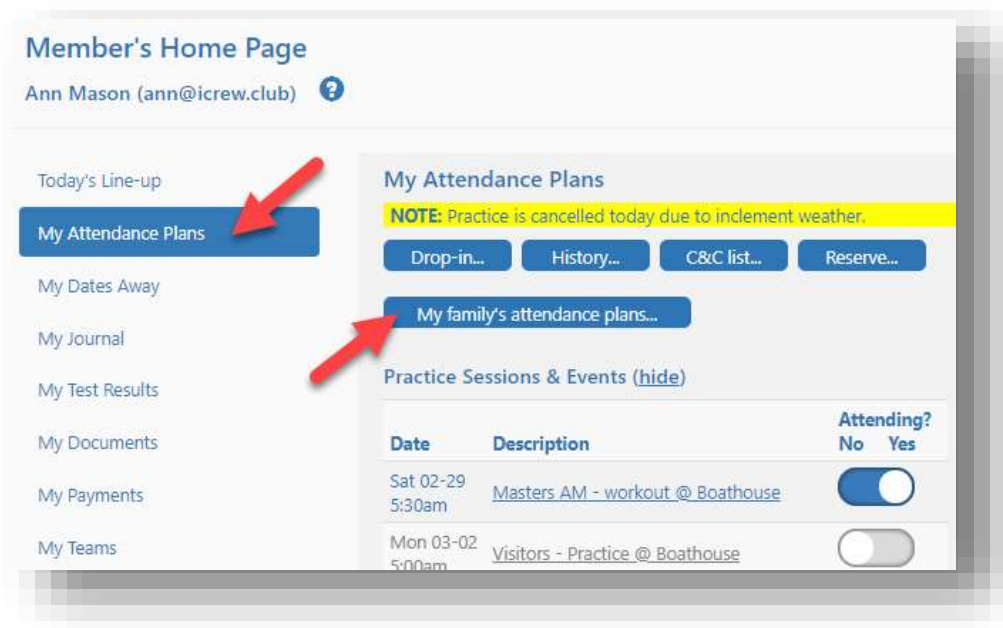 Member's Home Page
Ann Mason (ann@icrew.club) ?
Today's Line-up
My Attendance Plans
My Dates Away
My Journal
My Test Results
My Documents
My Payments
My Teams
My Attendance Plans
NOTE: Practice is cancelled today due to inclement weather.
Drop-in... History... C&C list... Reserve...
My family's attendance plans...
Practice Sessions & Events (hide)
Attending?
Date Description No Yes
Sat 02-29
5:30am
Masters AM - workout @ Boathouse
Mon 03-02
5:00am
Visitors - Practice @ Boathouse